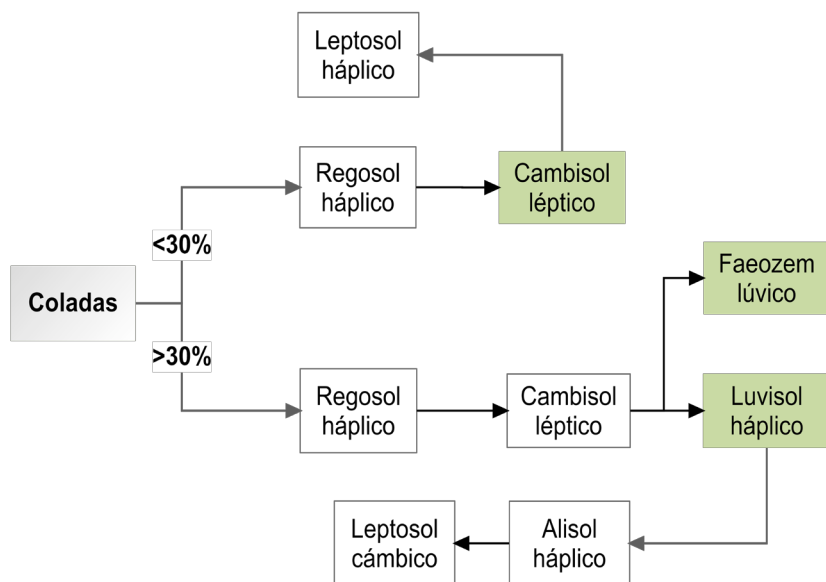 Leptosol
háplico
Regosol
háplico
Cambisol
léptico
<30%
Faeozem
lúvico
Coladas
>30%
Regosol
háplico
Cambisol
léptico
Luvisol
háplico
Leptosol
cámbico
Alisol
háplico